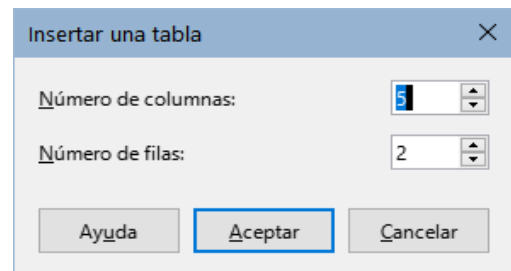 Insertar una tabla
Número de columnas: 5
Número de filas: 2
Ayuda Aceptar Cancelar